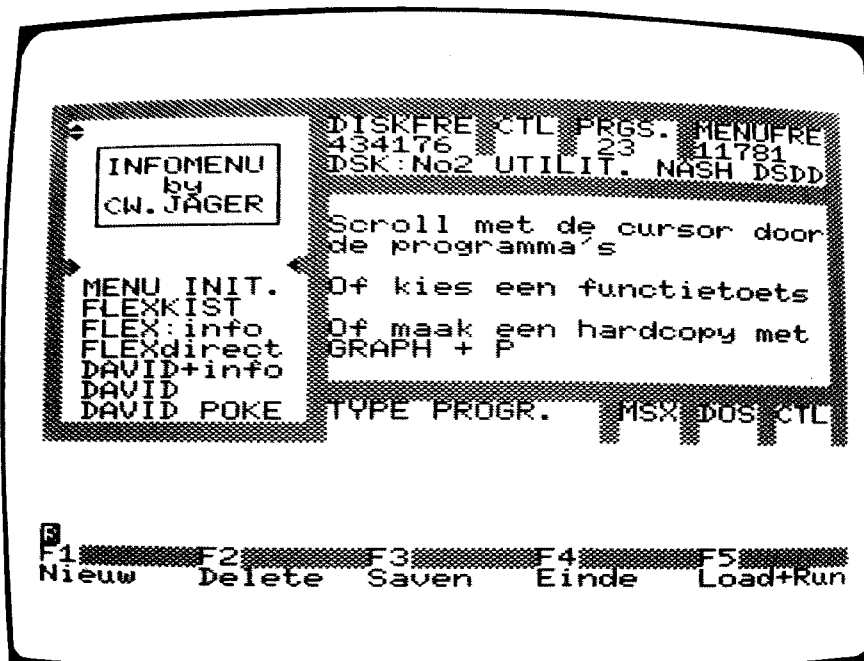 INFOMENU
by
CW.JÄGER
MENU INIT.
FLEXKIST
FLEX:info
FLEXdirect
DAVID+info
DAVID
DAVID POKE
DISKFRE CTL PRGS. MENUFRE
434176 23 11781
DSK:No2 UTILIT. NASH DSDD
Scroll met de cursor door
de programma's
Of kies een functietoets
Of maak een hardcopy met
GRAPH + P
TYPE PROGR. MSX DOS CTL
F
F1 F2 F3 F4 F5
Nieuw Delete Saven Einde Load+Run